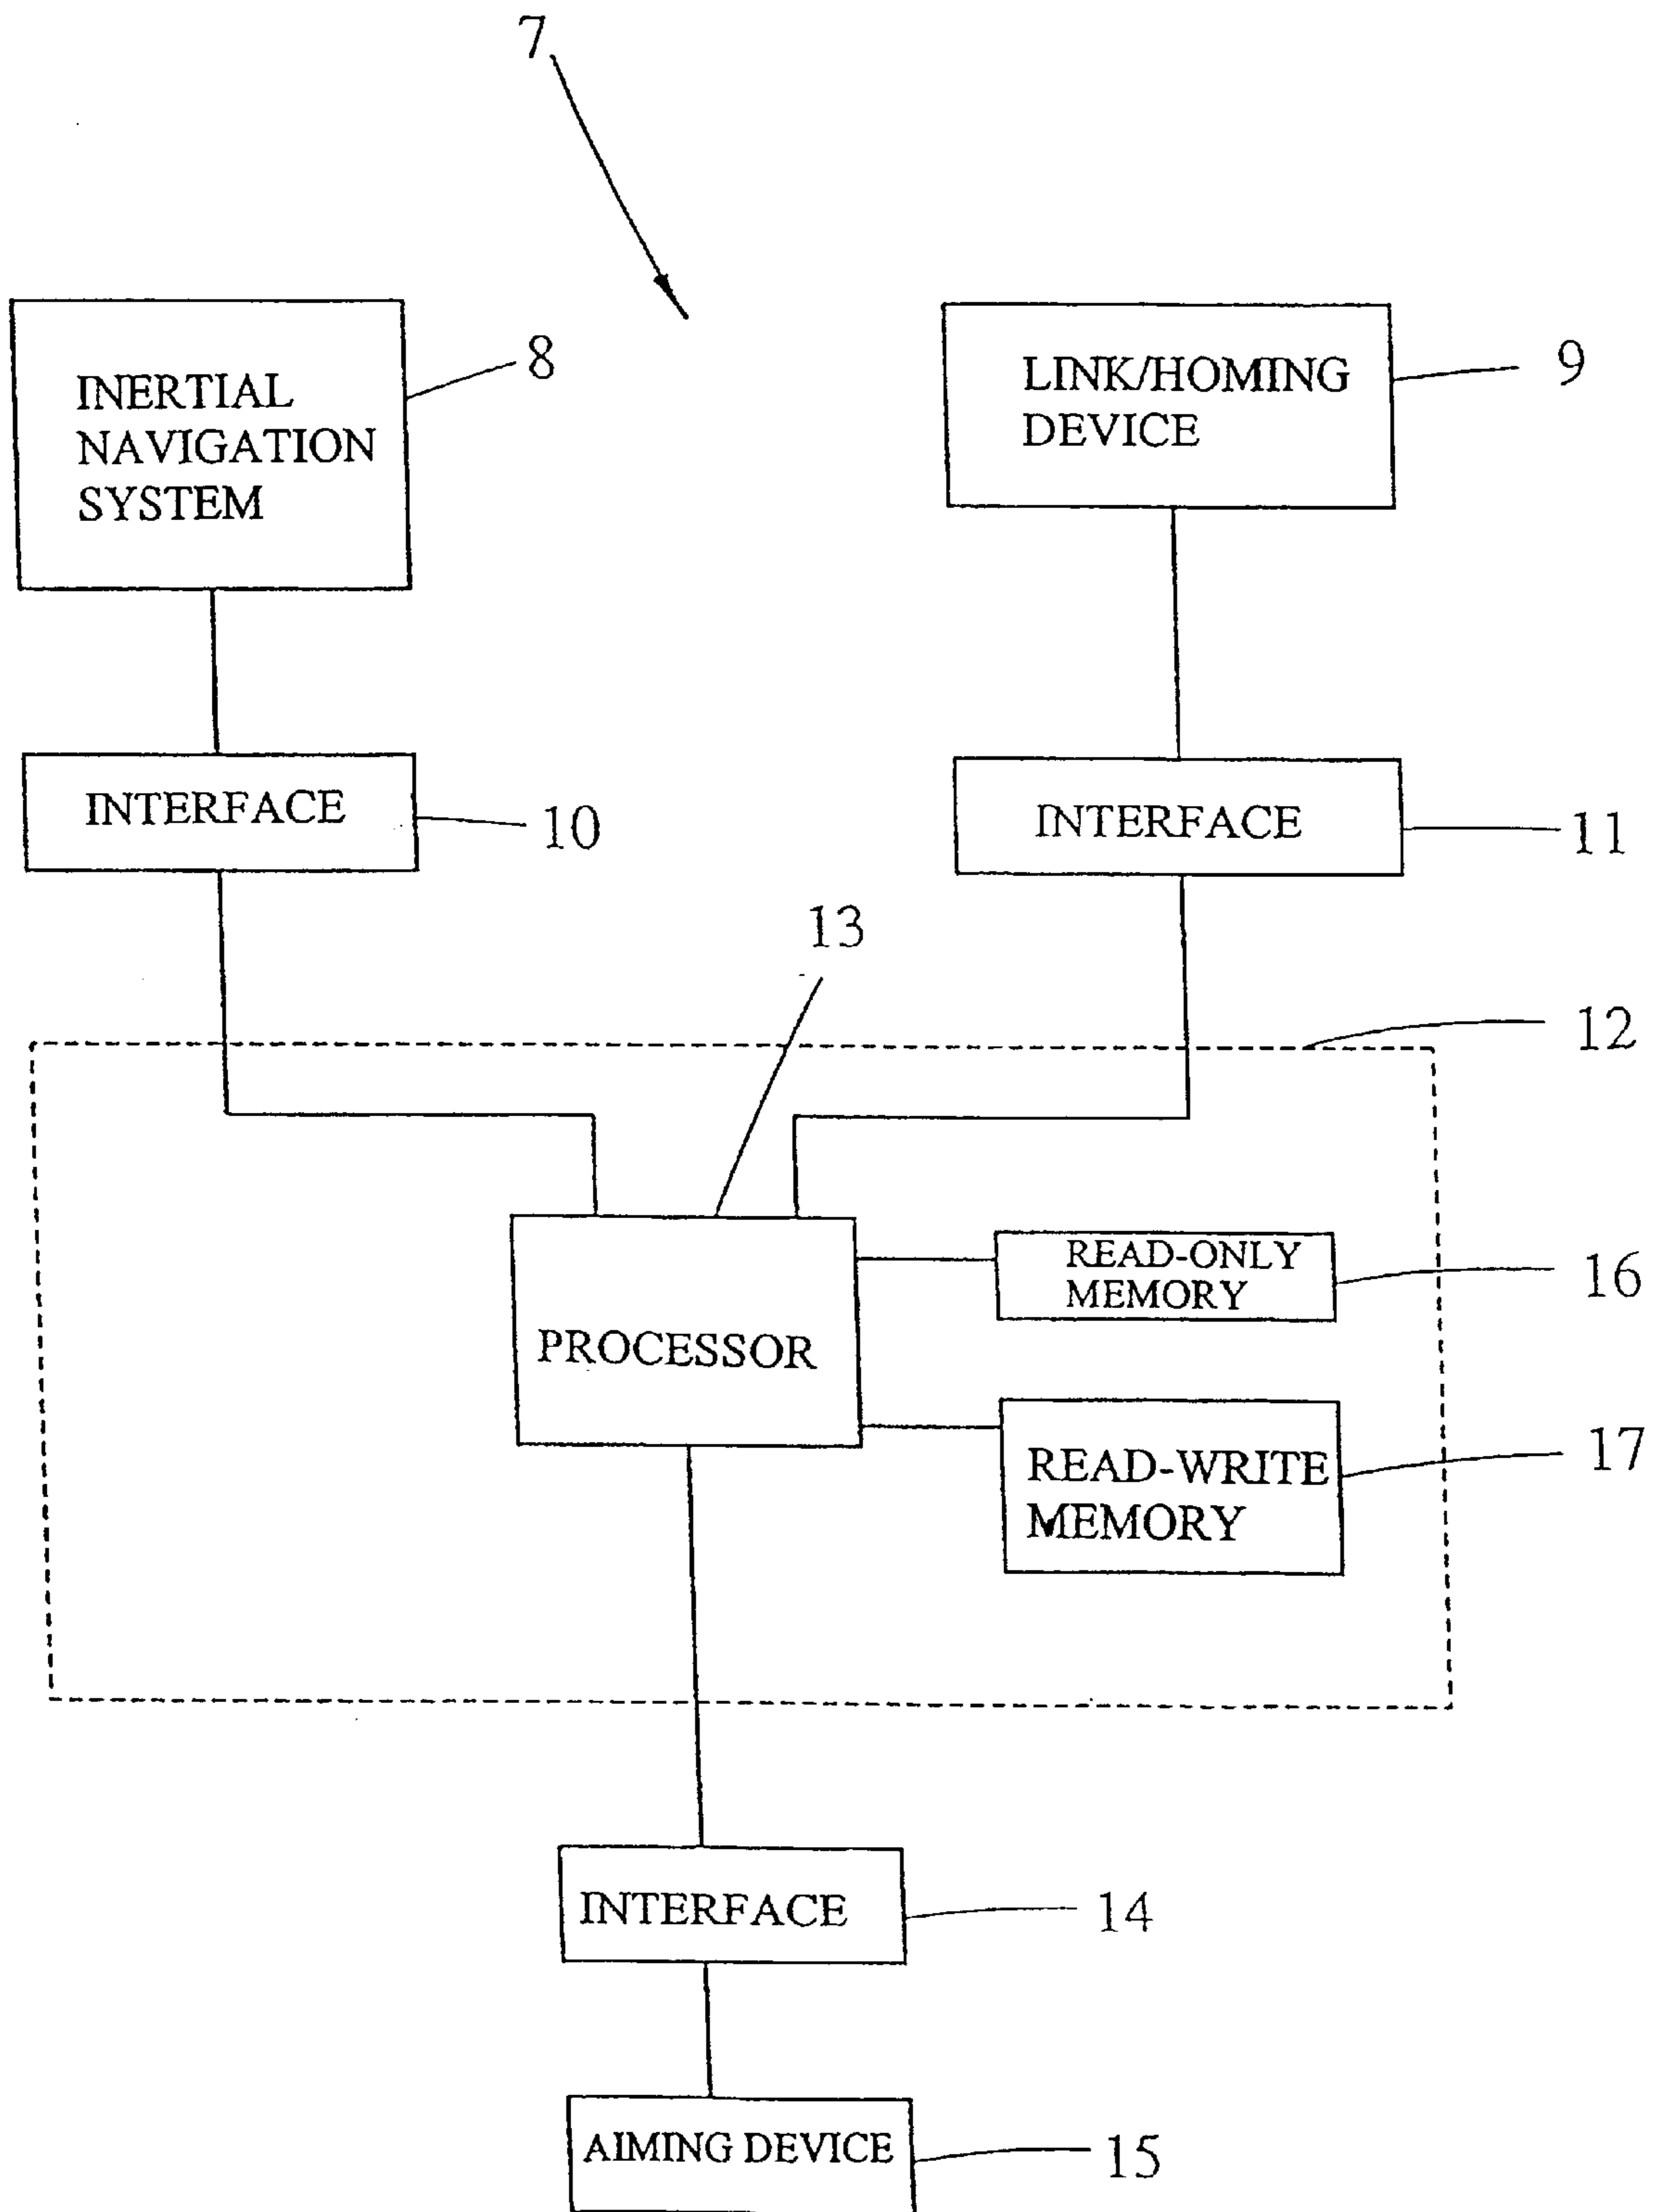 7
INERTIAL
NAVIGATION
SYSTEM
8
LINK/HOMING
DEVICE
9
INTERFACE
10
INTERFACE
11
13
12
PROCESSOR
READ-ONLY
MEMORY
16
READ-WRITE
MEMORY
17
INTERFACE
14
AIMING DEVICE
15